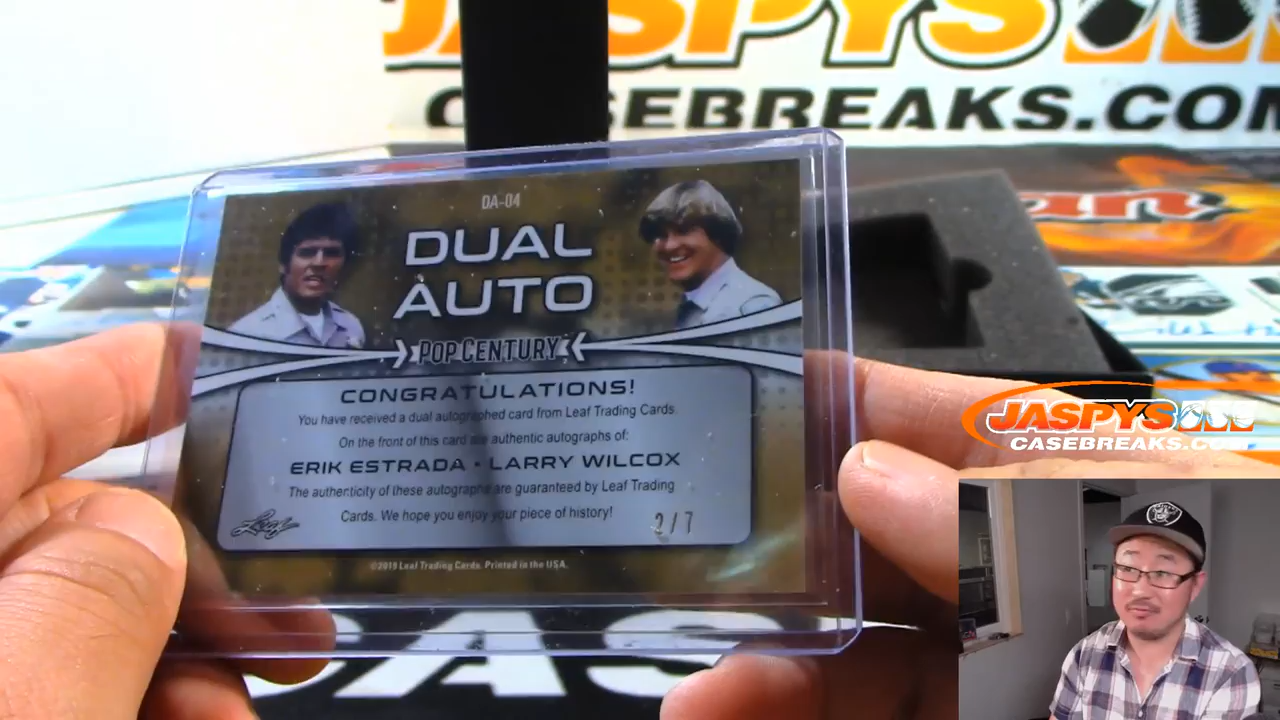 JASPYS
CASEBREAKS.COM
DA-04
DUAL
AUTO
POP CENTURY
CONGRATULATIONS!
You have received a dual autographed card from Leaf Trading Cards.
On the front of this card are authentic autographs of:
ERIK ESTRADA • LARRY WILCOX
The authenticity of these autographs are guaranteed by Leaf Trading
Cards. We hope you enjoy your piece of history!
Leaf
2/7
©2019 Leaf Trading Cards. Printed in the USA.
JASPYS
CASEBREAKS.COM
CAS